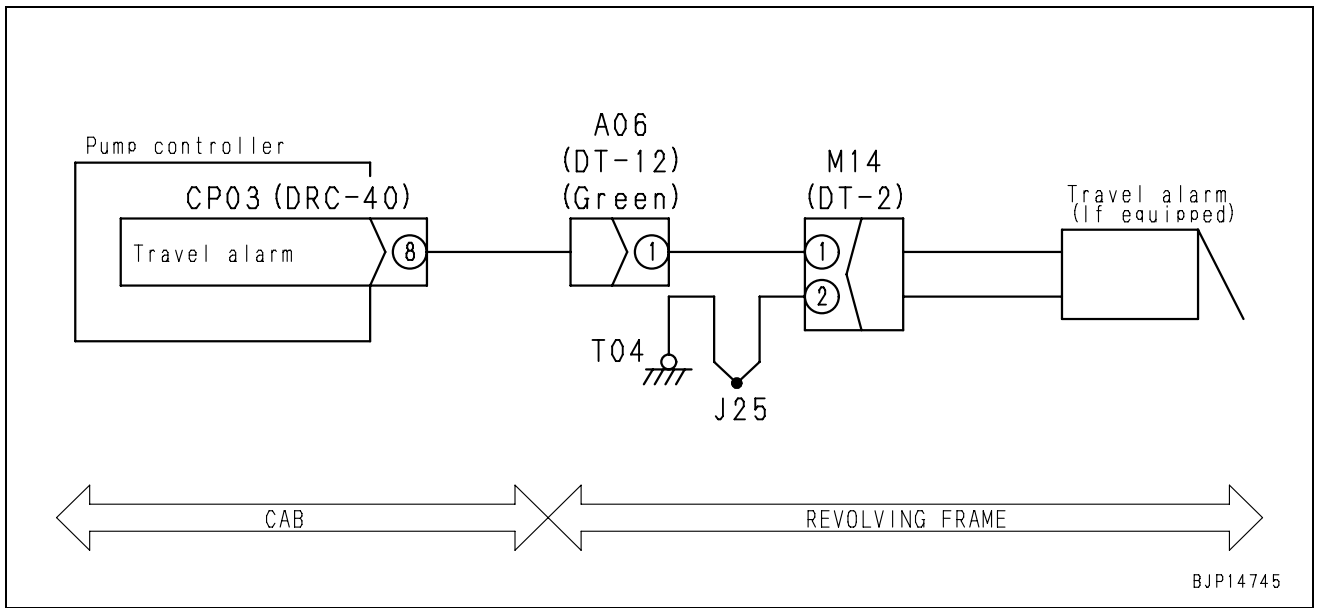 Pump controller
CP03 (DRC-40)
Travel alarm
8
A06
(DT-12)
(Green)
1
M14
(DT-2)
1
2
Travel alarm
(If equipped)
T04
J25
CAB
REVOLVING FRAME
BJP14745